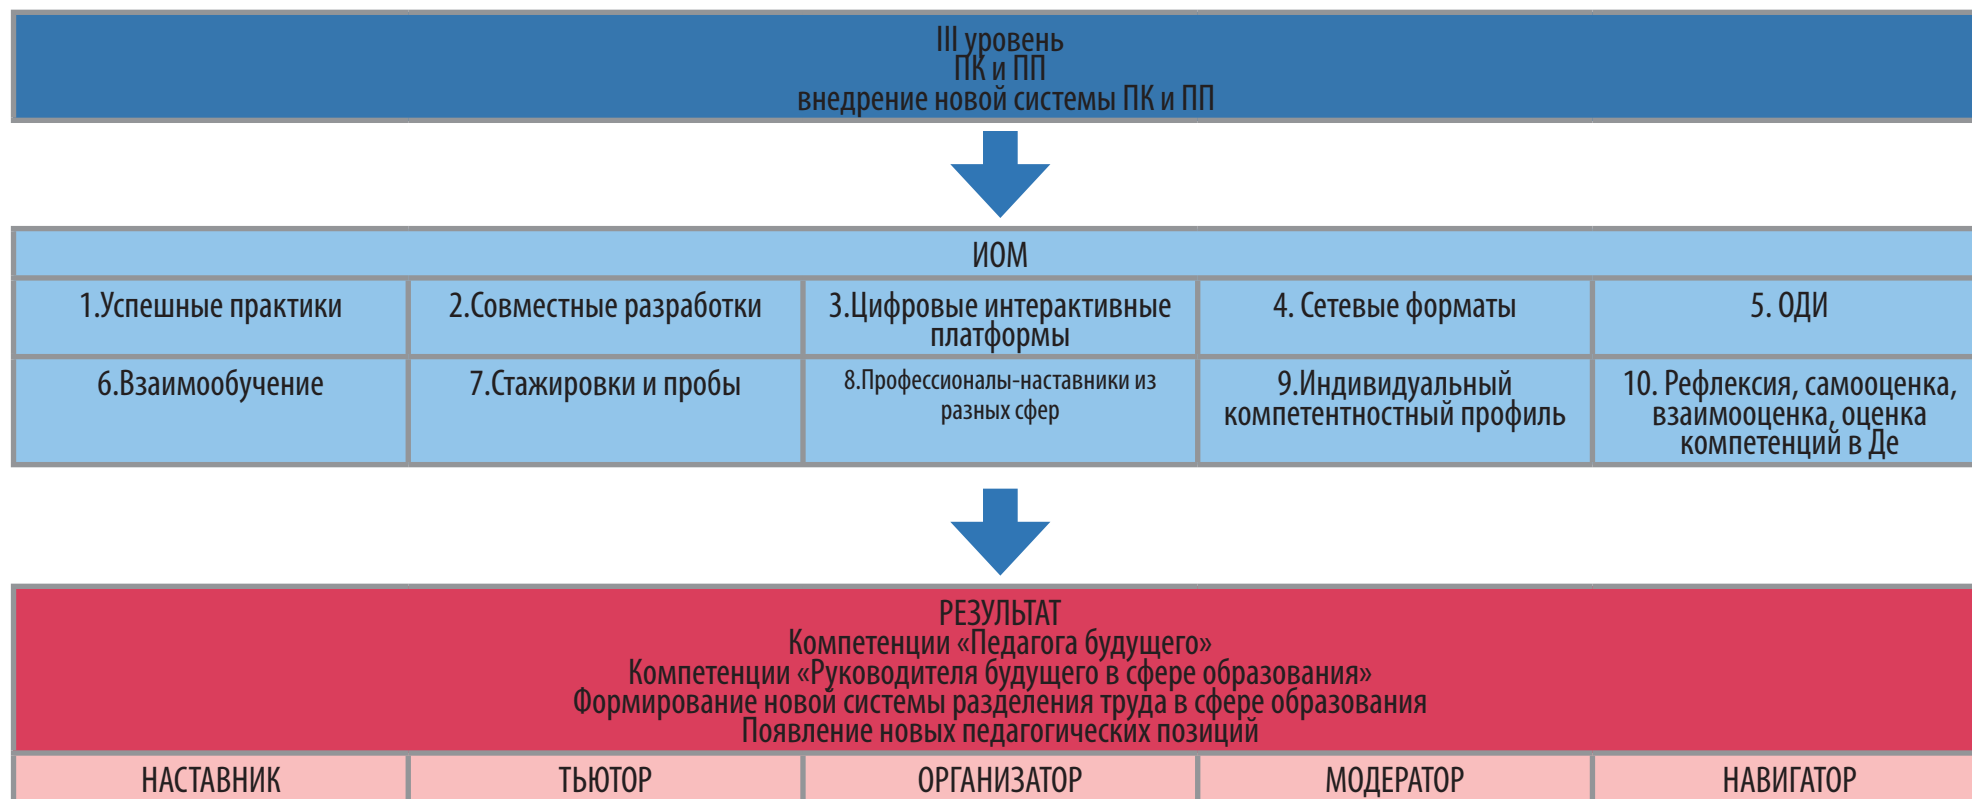 III уровень
ПК и ПП
внедрение новой системы ПК и ПП
ИОМ
1.Успешные практики
2.Совместные разработки
3.Цифровые интерактивные
платформы
4. Сетевые форматы
5. ОДИ
6.Взаимообучение
7.Стажировки и пробы
8.Профессионалы-наставники из
разных сфер
9.Индивидуальный
компетентностный профиль
10. Рефлексия, самооценка,
взаимооценка, оценка
компетенций в Де
РЕЗУЛЬТАТ
Компетенции «Педагога будущего»
Компетенции «Руководителя будущего в сфере образования»
Формирование новой системы разделения труда в сфере образования
Появление новых педагогических позиций
НАСТАВНИК
ТЬЮТОР
ОРГАНИЗАТОР
МОДЕРАТОР
НАВИГАТОР